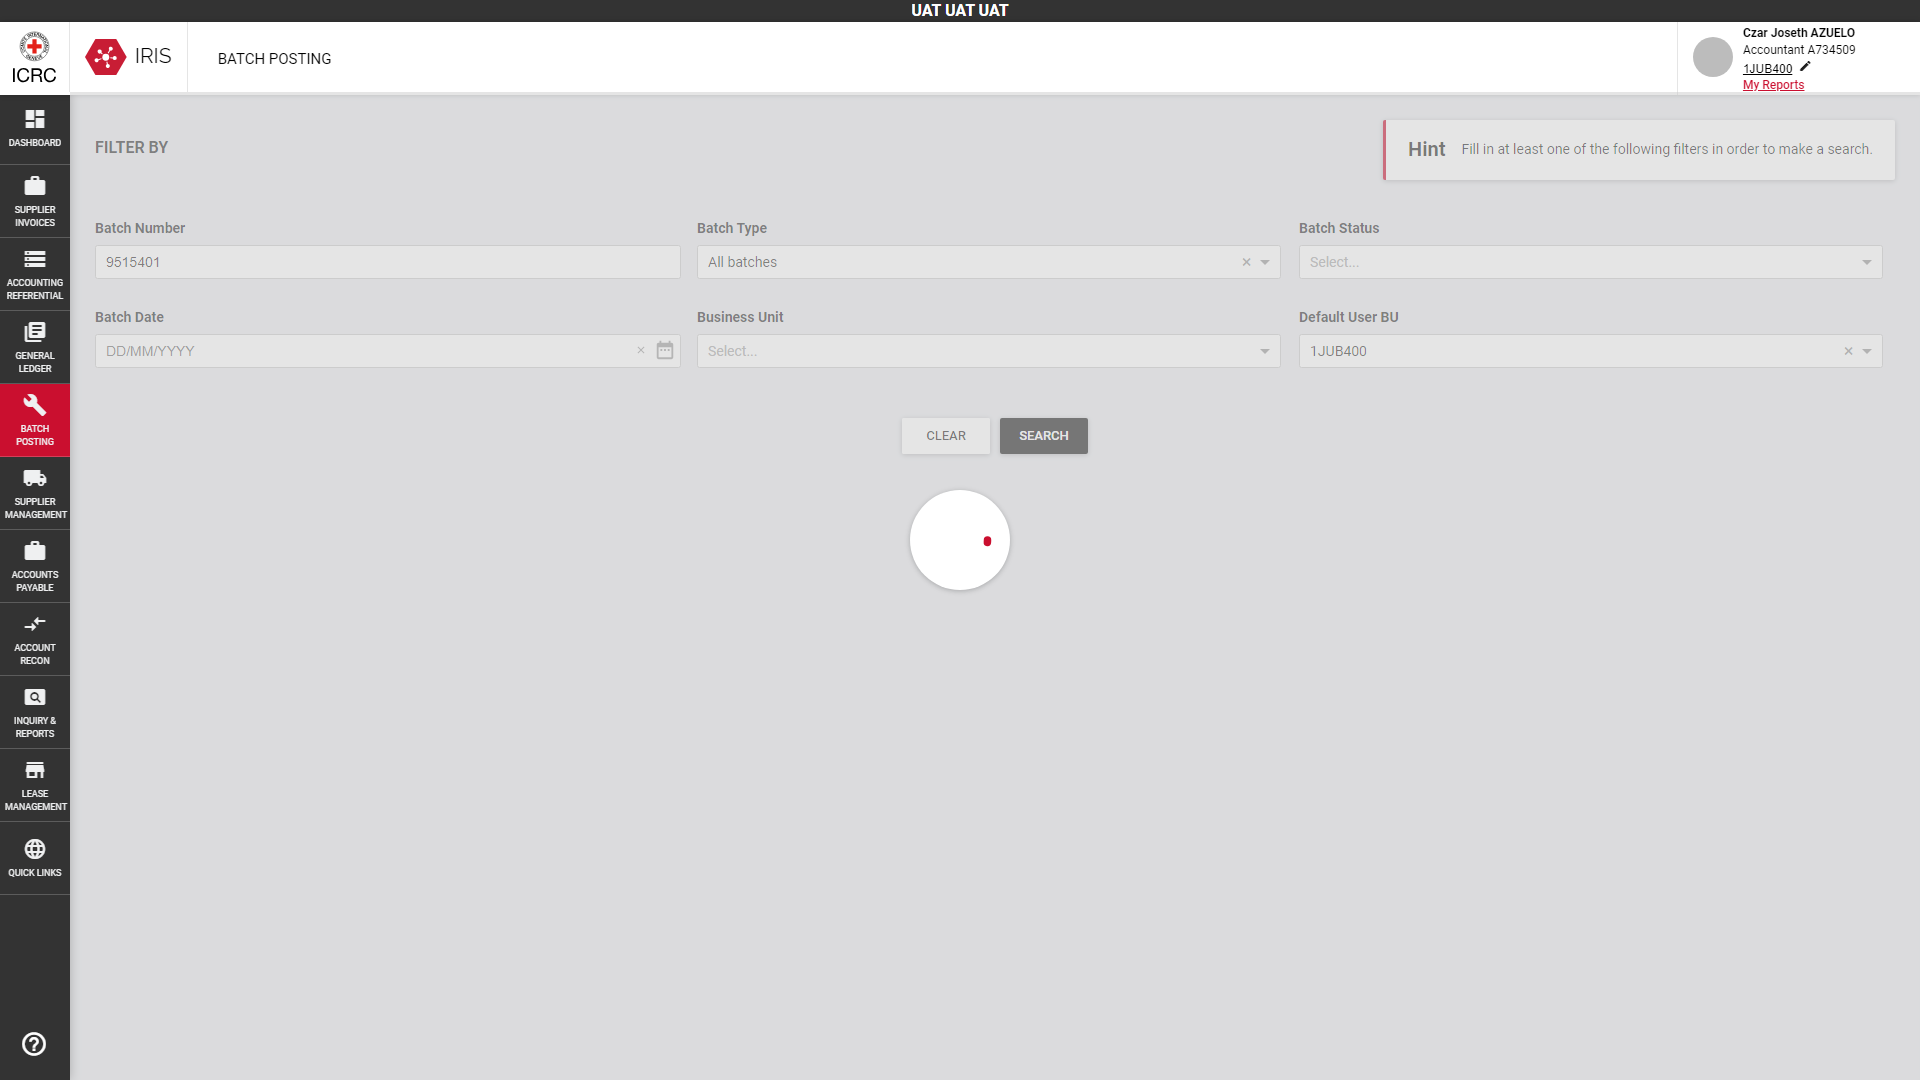 UAT UAT UAT
ICRC
IRIS
BATCH POSTING
Czar Joseth AZUELO
Accountant A734509
1JUB400
My Reports
DASHBOARD
SUPPLIER
INVOICES
ACCOUNTING
REFERENTIAL
GENERAL
LEDGER
BATCH
POSTING
SUPPLIER
MANAGEMENT
ACCOUNTS
PAYABLE
ACCOUNT
RECON
INQUIRY &
REPORTS
LEASE
MANAGEMENT
QUICK LINKS
FILTER BY
Hint Fill in at least one of the following filters in order to make a search.
Batch Number
9515401
Batch Type
All batches
Batch Status
Select...
Batch Date
DD/MM/YYYY
Business Unit
Select...
Default User BU
1JUB400
CLEAR
SEARCH